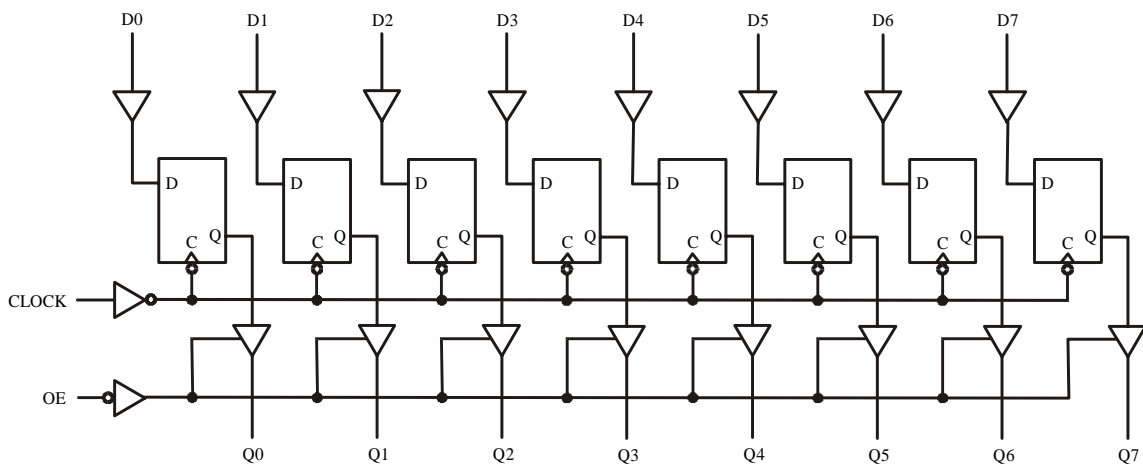 D0 D1 D2 D3 D4 D5 D6 D7
D D D D D D D D
Q Q Q Q Q Q Q Q
C C C C C C C C
CLOCK
OE
Q0 Q1 Q2 Q3 Q4 Q5 Q6 Q7